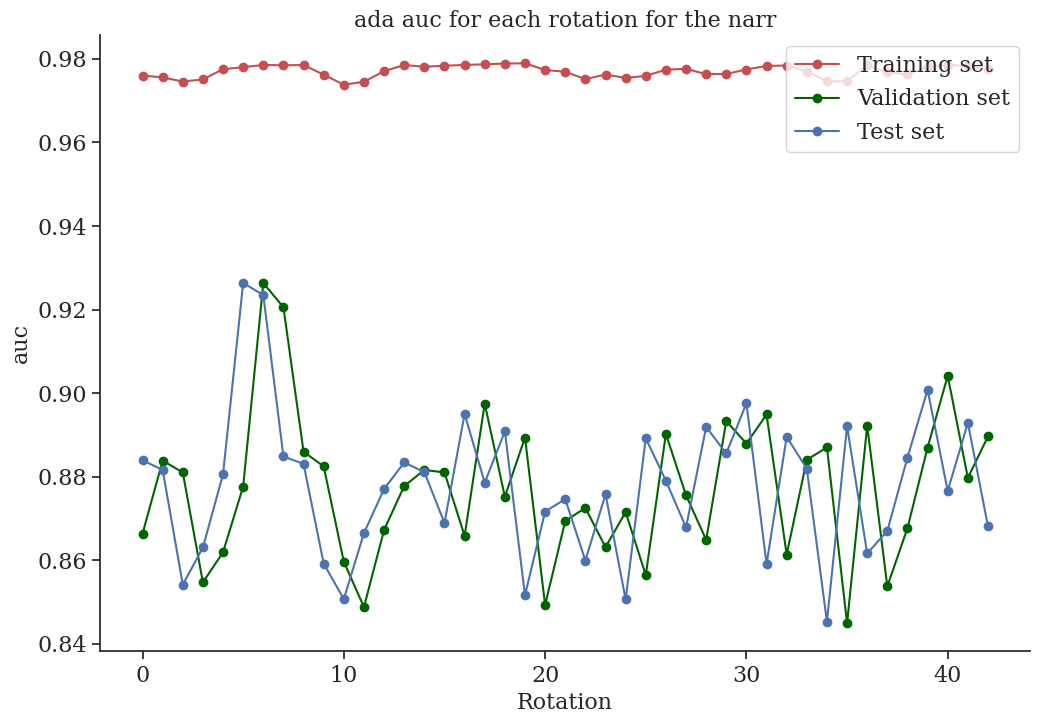 ada auc for each rotation for the narr
0.98
0.96
0.94
0.92
0.90
0.88
0.86
0.84
auc
Training set
Validation set
Test set
0 10 20 30 40
Rotation